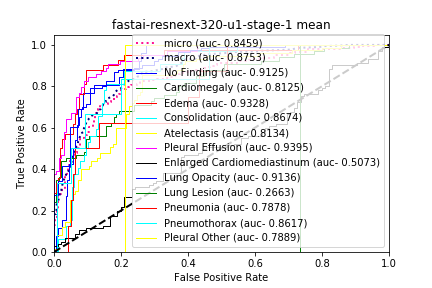 fastai-resnext-320-u1-stage-1 mean
1.0
0.8
0.6
0.4
0.2
0.0
True Positive Rate
micro (auc- 0.8459)
macro (auc- 0.8753)
No Finding (auc- 0.9125)
Cardiomegaly (auc- 0.8125)
Edema (auc- 0.9328)
Consolidation (auc- 0.8674)
Atelectasis (auc- 0.8134)
Pleural Effusion (auc- 0.9395)
Enlarged Cardiomediastinum (auc- 0.5073)
Lung Opacity (auc- 0.9136)
Lung Lesion (auc- 0.2663)
Pneumonia (auc- 0.7878)
Pneumothorax (auc- 0.8617)
Pleural Other (auc- 0.7889)
0.0 0.2 0.4 0.6 0.8 1.0
False Positive Rate